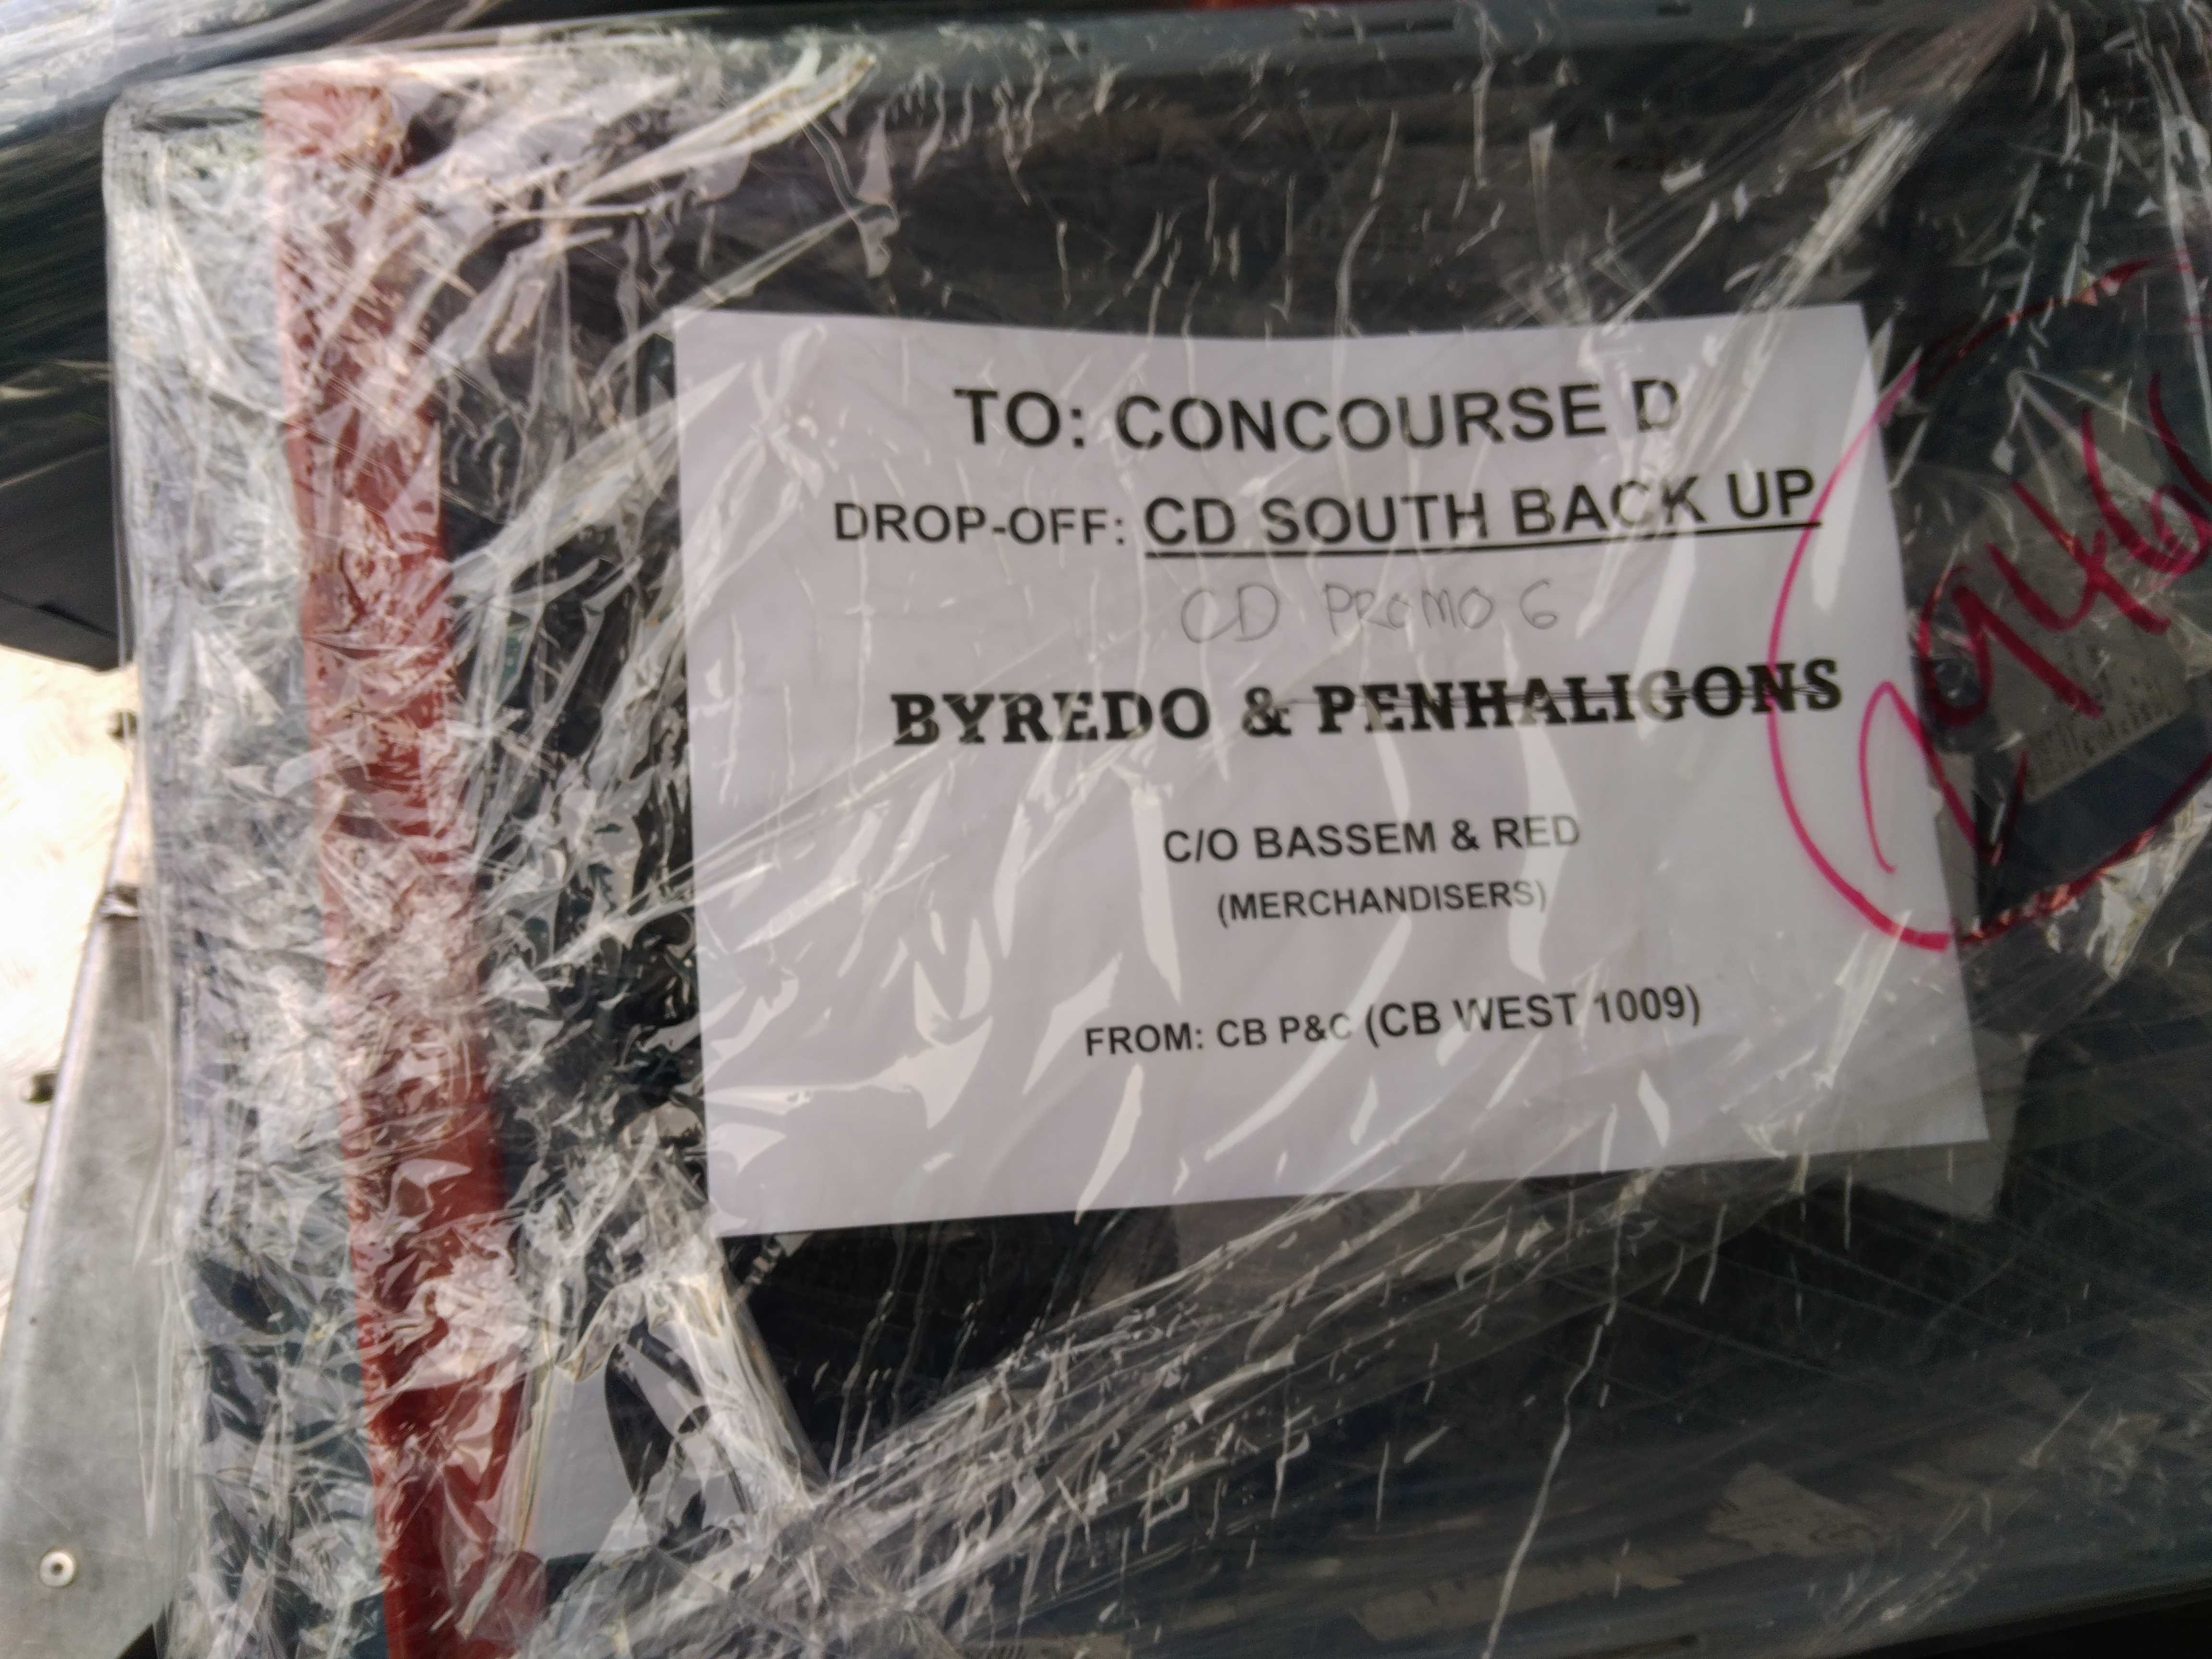 TO: CONCOURSE D
DROP-OFF: CD SOUTH BACK UP
CD PROMO 6
BYREDO & PENHALIGONS
C/O BASSEM & RED
(MERCHANDISERS)
FROM: CB P&C (CB WEST 1009)